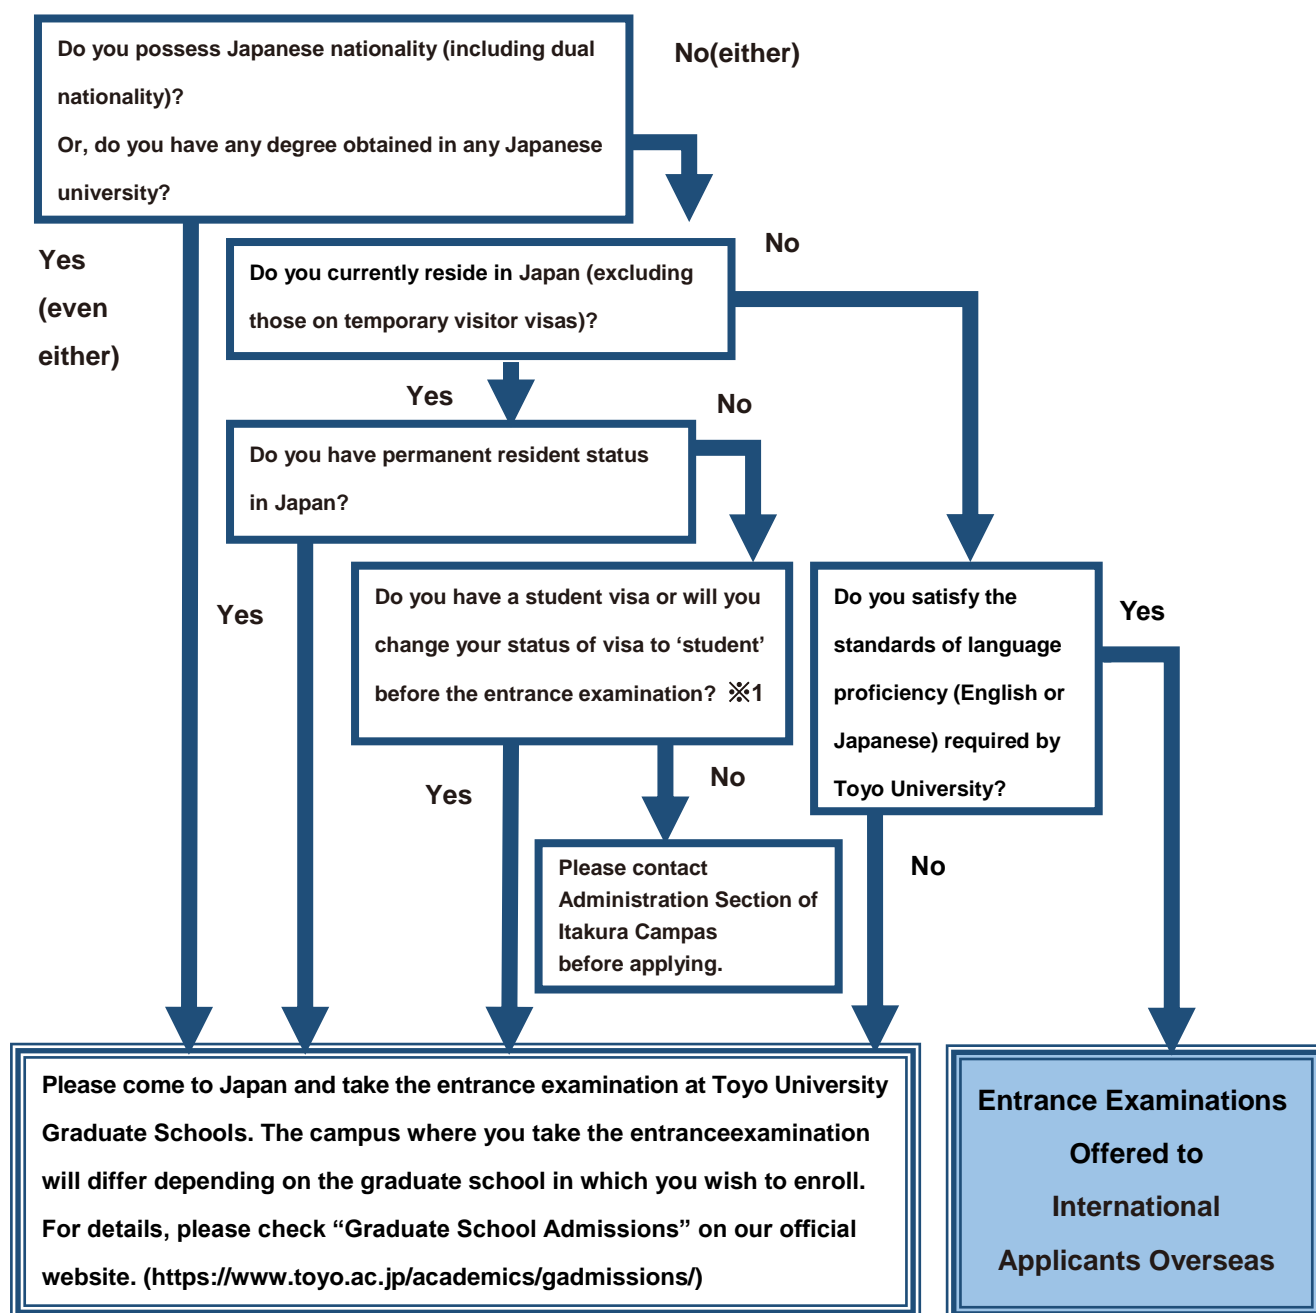 Do you possess Japanese nationality (including dual
nationality)?
Or, do you have any degree obtained in any Japanese
university?
No(either)
Yes
(even
either)
Do you currently reside in Japan (excluding
those on temporary visitor visas)?
No
Yes
Do you have permanent resident status
in Japan?
No
Yes
Do you have a student visa or will you
change your status of visa to ‘student’
before the entrance examination? ※1
Yes
No
Do you satisfy the
standards of language
proficiency (English or
Japanese) required by
Toyo University?
Yes
No
Please contact
Administration Section of
Itakura Campas
before applying.
Please come to Japan and take the entrance examination at Toyo University
Graduate Schools. The campus where you take the entranceexamination
will differ depending on the graduate school in which you wish to enroll.
For details, please check “Graduate School Admissions” on our official
website. (https://www.toyo.ac.jp/academics/gadmissions/)
Entrance Examinations
Offered to
International
Applicants Overseas